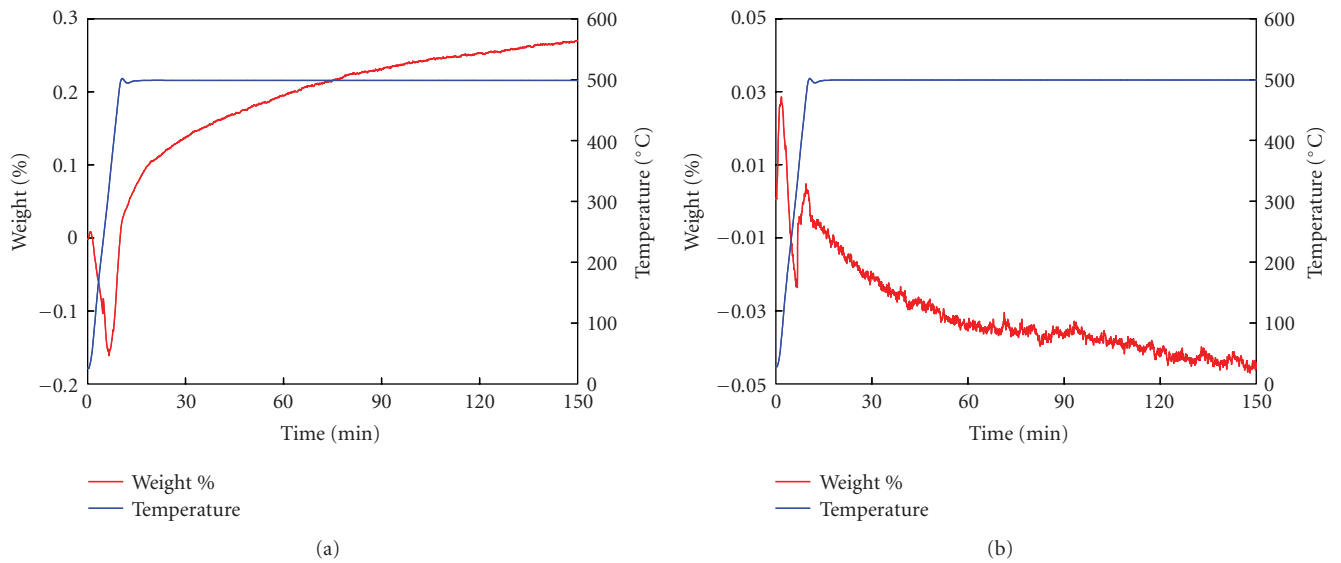 0.3
0.2
0.1
0
−0.1
−0.2
Weight (%)
600
500
400
300
200
100
0
Temperature (°C)
0 30 60 90 120 150
Time (min)
Weight %
Temperature
(a)
0.05
0.03
0.01
−0.01
−0.03
−0.05
Weight (%)
600
500
400
300
200
100
0
Temperature (°C)
0 30 60 90 120 150
Time (min)
Weight %
Temperature
(b)